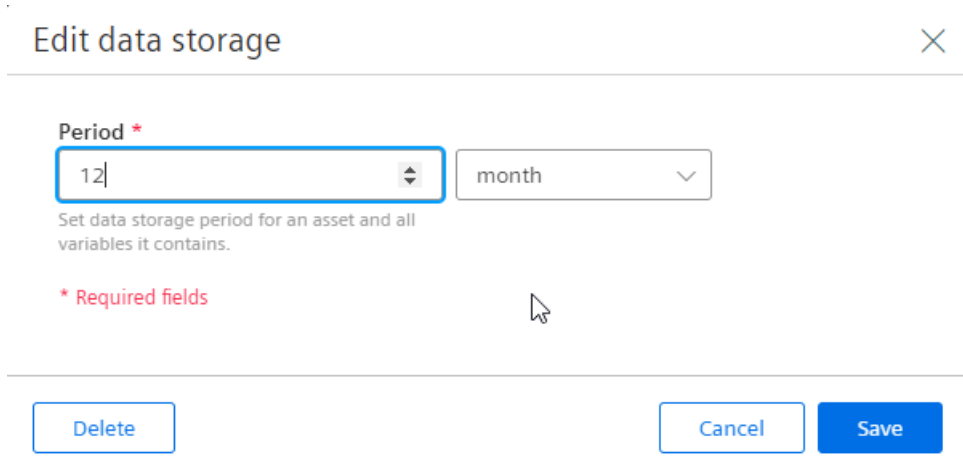 Edit data storage
Period *
12
month
Set data storage period for an asset and all
variables it contains.
* Required fields
Delete
Cancel
Save